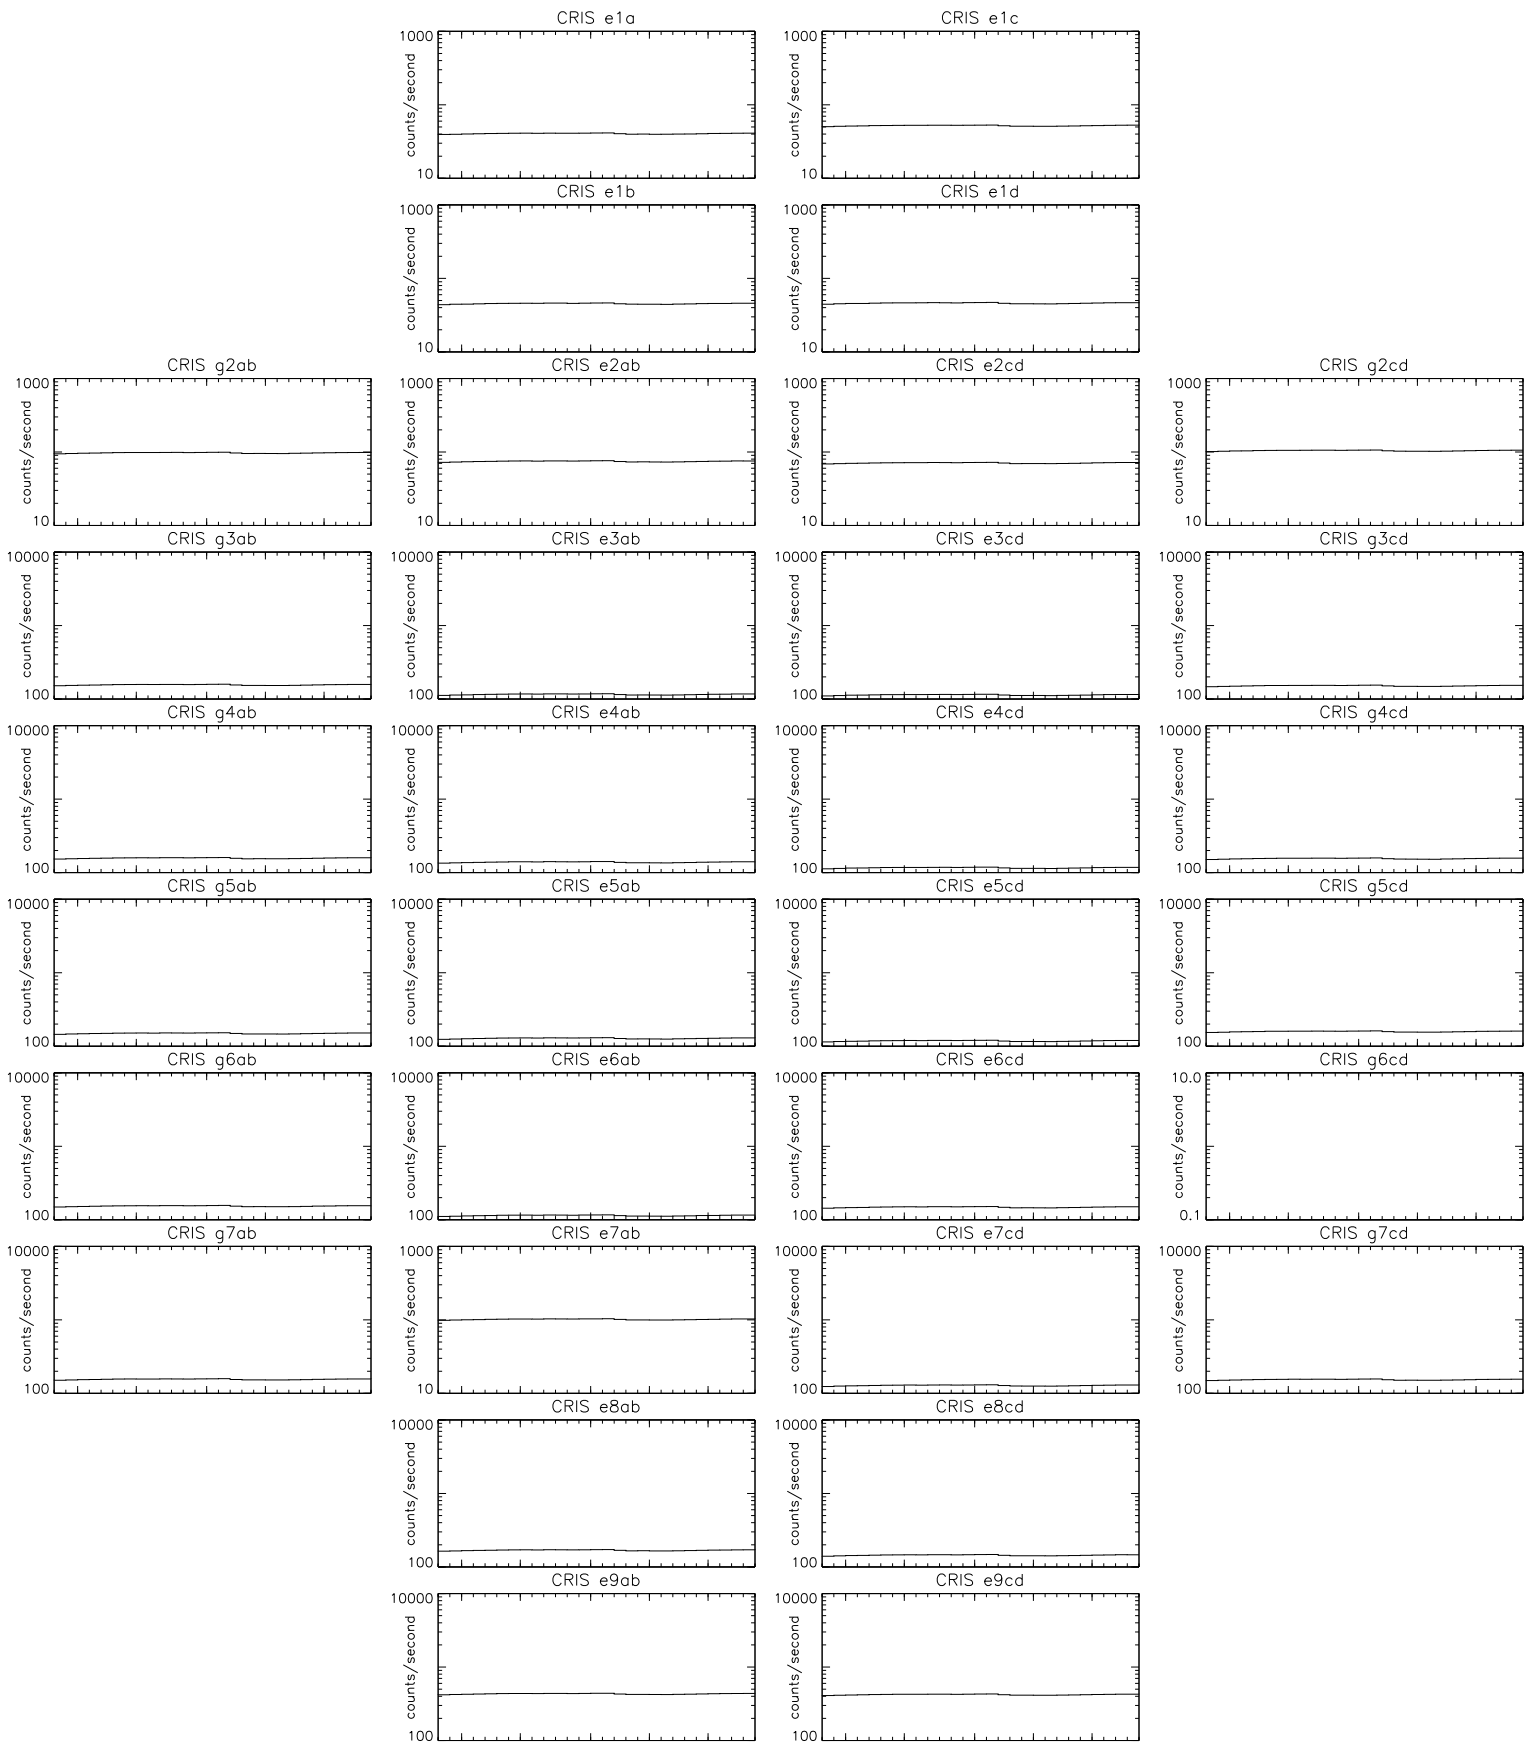 CRIS e1a
CRIS e1c
1000
counts/second
10
1000
counts/second
10
CRIS e1b
CRIS e1d
1000
counts/second
10
1000
counts/second
10
CRIS g2ab
CRIS e2ab
CRIS e2cd
CRIS g2cd
1000
counts/second
10
1000
counts/second
10
1000
counts/second
10
1000
counts/second
10
CRIS g3ab
CRIS e3ab
CRIS e3cd
CRIS g3cd
10000
counts/second
100
10000
counts/second
100
10000
counts/second
100
10000
counts/second
100
CRIS g4ab
CRIS e4ab
CRIS e4cd
CRIS g4cd
10000
counts/second
100
10000
counts/second
100
10000
counts/second
100
10000
counts/second
100
CRIS g5ab
CRIS e5ab
CRIS e5cd
CRIS g5cd
10000
counts/second
100
10000
counts/second
100
10000
counts/second
100
10000
counts/second
100
CRIS g6ab
CRIS e6ab
CRIS e6cd
CRIS g6cd
10000
counts/second
100
10000
counts/second
100
10000
counts/second
100
10.0
counts/second
0.1
CRIS g7ab
CRIS e7ab
CRIS e7cd
CRIS g7cd
10000
counts/second
100
1000
counts/second
10
10000
counts/second
100
10000
counts/second
100
CRIS e8ab
CRIS e8cd
10000
counts/second
100
10000
counts/second
100
CRIS e9ab
CRIS e9cd
10000
counts/second
100
10000
counts/second
100